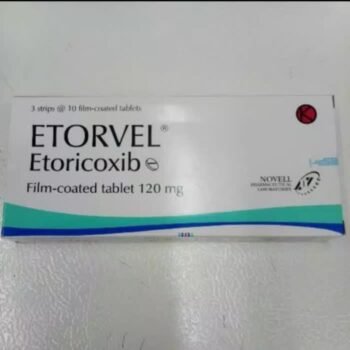 3 strips @ 10 film-coated tablets
ETORVEL®
Etoricoxib
Film-coated tablet 120 mg
K
NOVELL
PHARMACEUTICAL
LABORATORIES